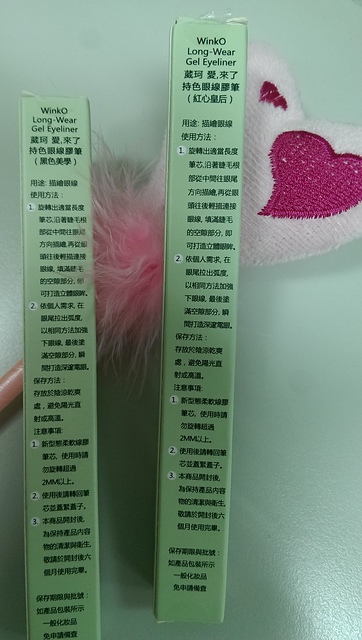 WinkO
Long-Wear
Gel Eyeliner
葳珂 愛,來了
持色眼線膠筆
(黑色美學)
用途: 描繪眼線
使用方法:
1. 旋轉出適當長度
筆芯,沿著睫毛根
部從中間往眼尾
方向描繪,再從眼
頭往後輕描連接
眼線, 填滿睫毛
的空隙部分, 即
可打造立體眼眸。
2. 依個人需求, 在
眼尾拉出弧度,
以相同方法加強
下眼線, 最後塗
滿空隙部分, 瞬
間打造深邃電眼。
保存方法:
存放於陰涼乾爽
處, 避免陽光直
射或高溫。
注意事項:
1. 新型態柔軟線膠
筆芯, 使用時請
勿旋轉超過
2MM以上。
2. 使用後請轉回筆
芯並蓋緊蓋子。
3. 本商品開封後,
為保持產品內容
物的清潔與衛生,
敬請於開封後六
個月使用完畢。
保存期限與批號:
如產品包裝所示
一般化妝品
免申請備查
WinkO
Long-Wear
Gel Eyeliner
葳珂 愛,來了
持色眼線膠筆
(紅心皇后)
用途: 描繪眼線
使用方法:
1. 旋轉出適當長度
筆芯,沿著睫毛根
部從中間往眼尾
方向描繪,再從眼
頭往後輕描連接
眼線, 填滿睫毛
的空隙部分, 即
可打造立體眼眸。
2. 依個人需求, 在
眼尾拉出弧度,
以相同方法加強
下眼線, 最後塗
滿空隙部分, 瞬
間打造深邃電眼。
保存方法:
存放於陰涼乾爽
處, 避免陽光直
射或高溫。
注意事項:
1. 新型態柔軟線膠
筆芯, 使用時請
勿旋轉超過
2MM以上。
2. 使用後請轉回筆
芯並蓋緊蓋子。
3. 本商品開封後,
為保持產品內容
物的清潔與衛生,
敬請於開封後六
個月使用完畢。
保存期限與批號:
如產品包裝所示
一般化妝品
免申請備查